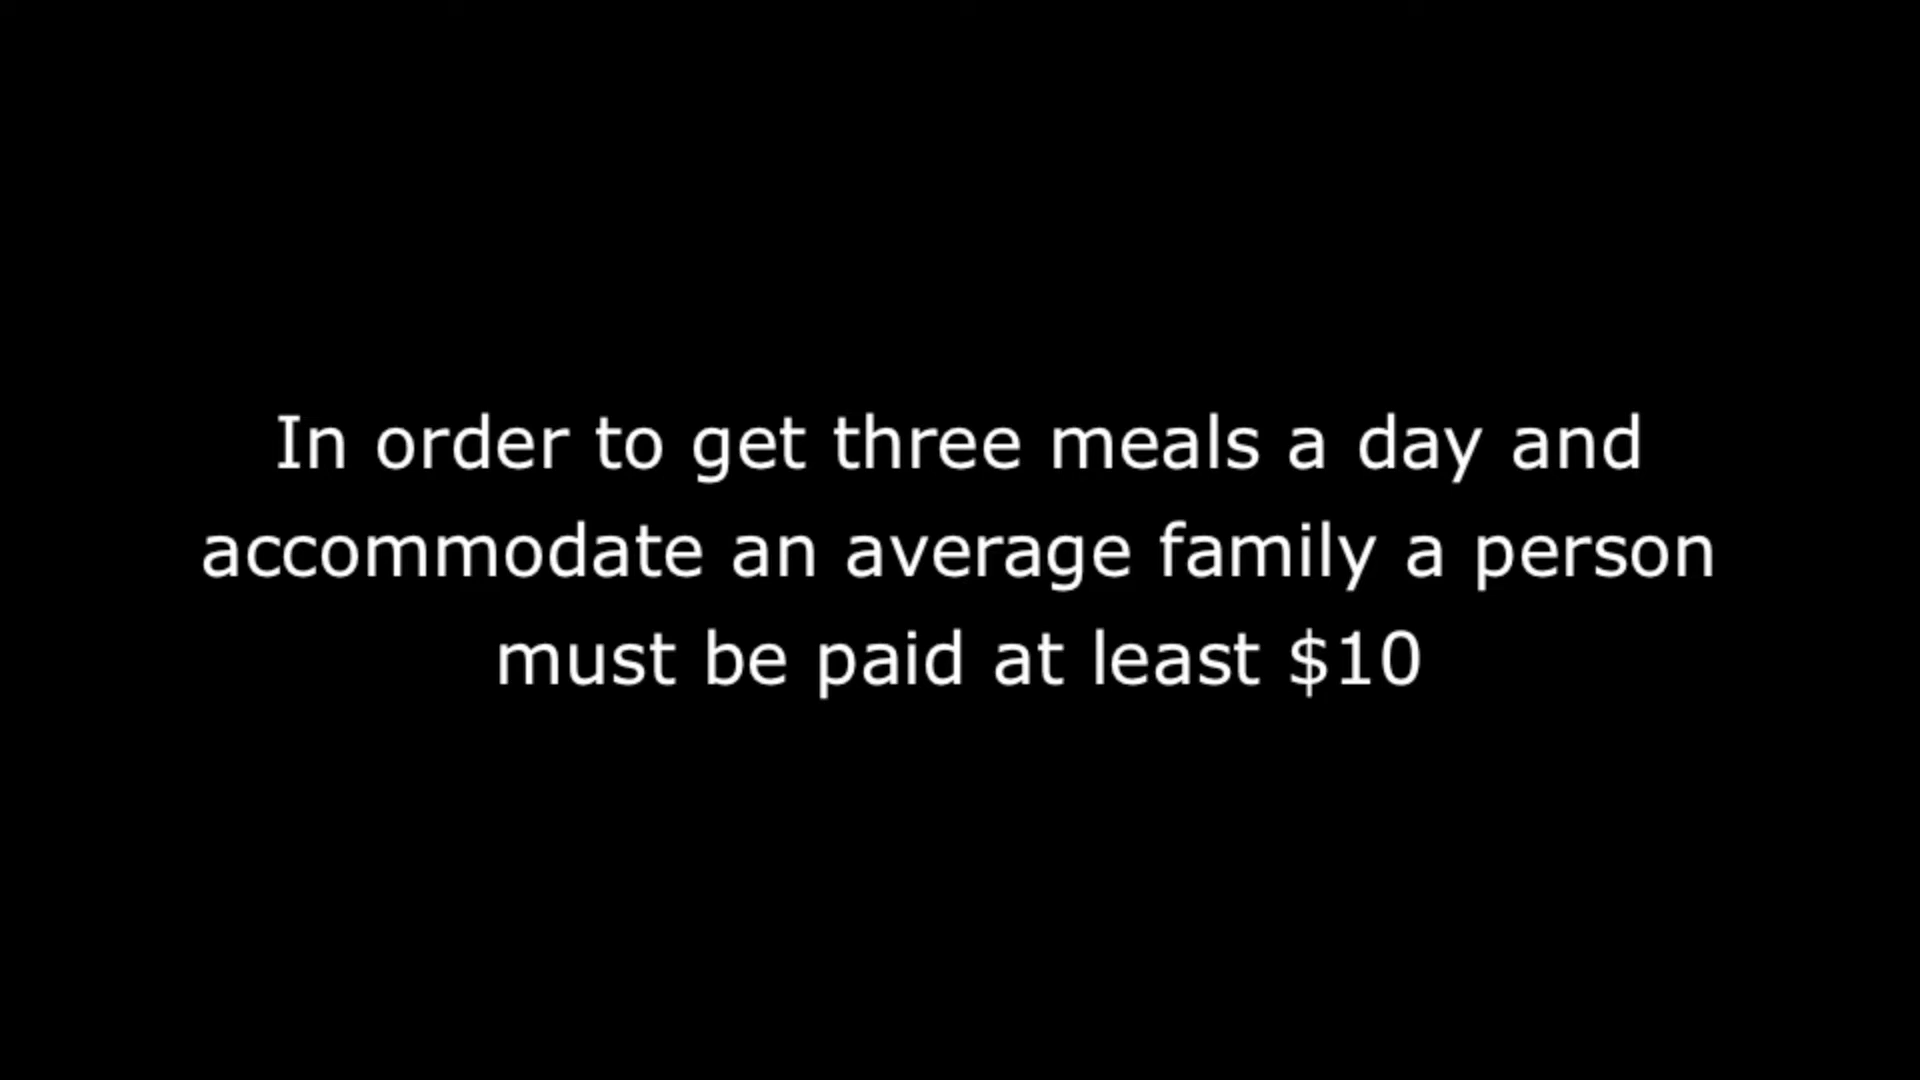 In order to get three meals a day and
accommodate an average family a person
must be paid at least $10